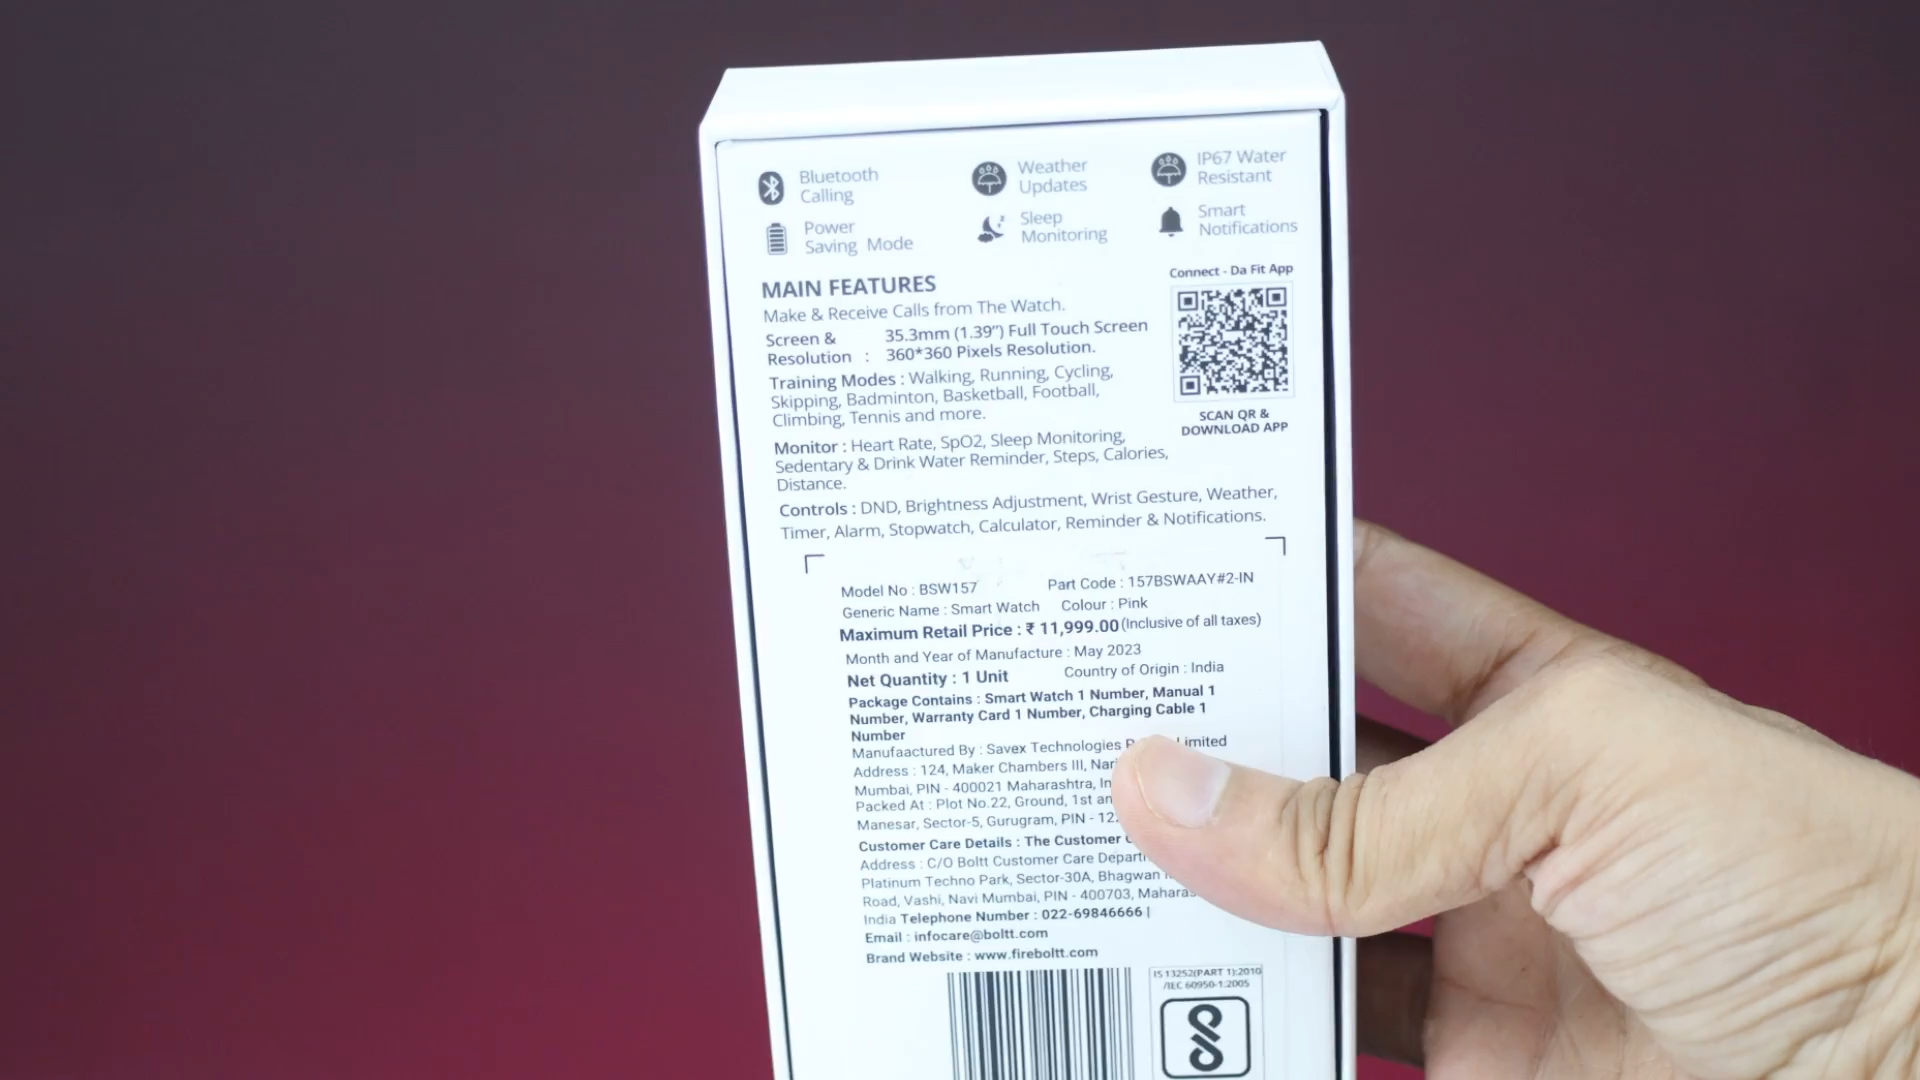 Bluetooth
Calling
Weather
Updates
IP67 Water
Resistant
Power
Saving Mode
Sleep
Monitoring
Smart
Notifications
MAIN FEATURES
Make & Receive Calls from The Watch.
Screen & 35.3mm (1.39”) Full Touch Screen
Resolution : 360*360 Pixels Resolution.
Training Modes : Walking, Running, Cycling,
Skipping, Badminton, Basketball, Football,
Climbing, Tennis and more.
Monitor : Heart Rate, SpO2, Sleep Monitoring,
Sedentary & Drink Water Reminder, Steps, Calories,
Distance.
Controls : DND, Brightness Adjustment, Wrist Gesture, Weather,
Timer, Alarm, Stopwatch, Calculator, Reminder & Notifications.
Connect - Da Fit App
SCAN QR &
DOWNLOAD APP
Model No : BSW157 Part Code : 157BSWAAY#2-IN
Generic Name : Smart Watch Colour : Pink
Maximum Retail Price : ₹ 11,999.00 (Inclusive of all taxes)
Month and Year of Manufacture : May 2023
Net Quantity : 1 Unit Country of Origin : India
Package Contains : Smart Watch 1 Number, Manual 1
Number, Warranty Card 1 Number, Charging Cable 1
Number
Manufaactured By : Savex Technologies Limited
Address : 124, Maker Chambers III,
Mumbai, PIN - 400021 Maharashtra,
Packed At : Plot No.22, Ground, 1st
Manesar, Sector-5, Gurugram, PIN -
Customer Care Details : The Customer
Address : C/O Boltt Customer Care
Platinum Techno Park, Sector-30A, Bhagwan
Road, Vashi, Navi Mumbai, PIN - 400703,
India Telephone Number : 022-69846666 |
Email : infocare@boltt.com
Brand Website : www.fireboltt.com
IS 13252(PART 1):2010
/IEC 60950-1:2005